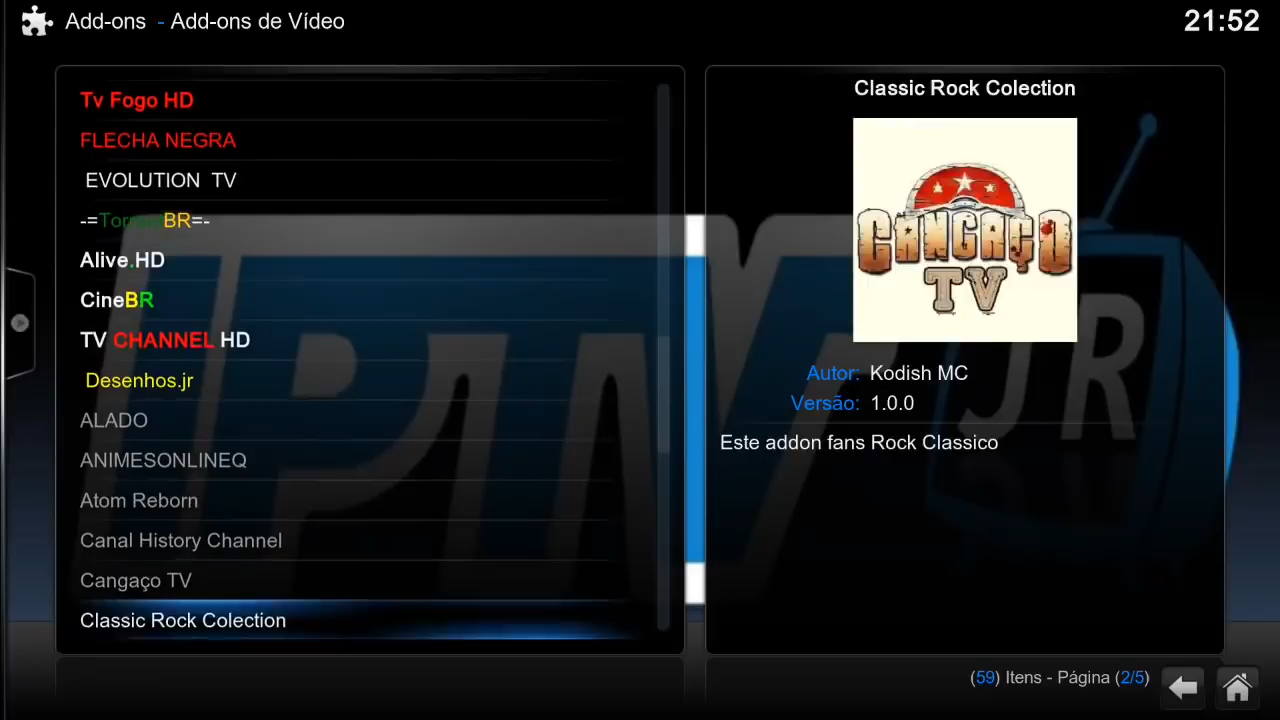 Add-ons - Add-ons de Vídeo
21:52
Tv Fogo HD
FLECHA NEGRA
EVOLUTION TV
-=TorrentBR=-
Alive.HD
CineBR
TV CHANNEL HD
Desenhos.jr
ALADO
ANIMESONLINEQ
Atom Reborn
Canal History Channel
Cangaço TV
Classic Rock Colection
Classic Rock Colection
CANGAÇO
TV
Autor: Kodish MC
Versão: 1.0.0
Este addon fans Rock Classico
JR
(59) Itens - Página (2/5)